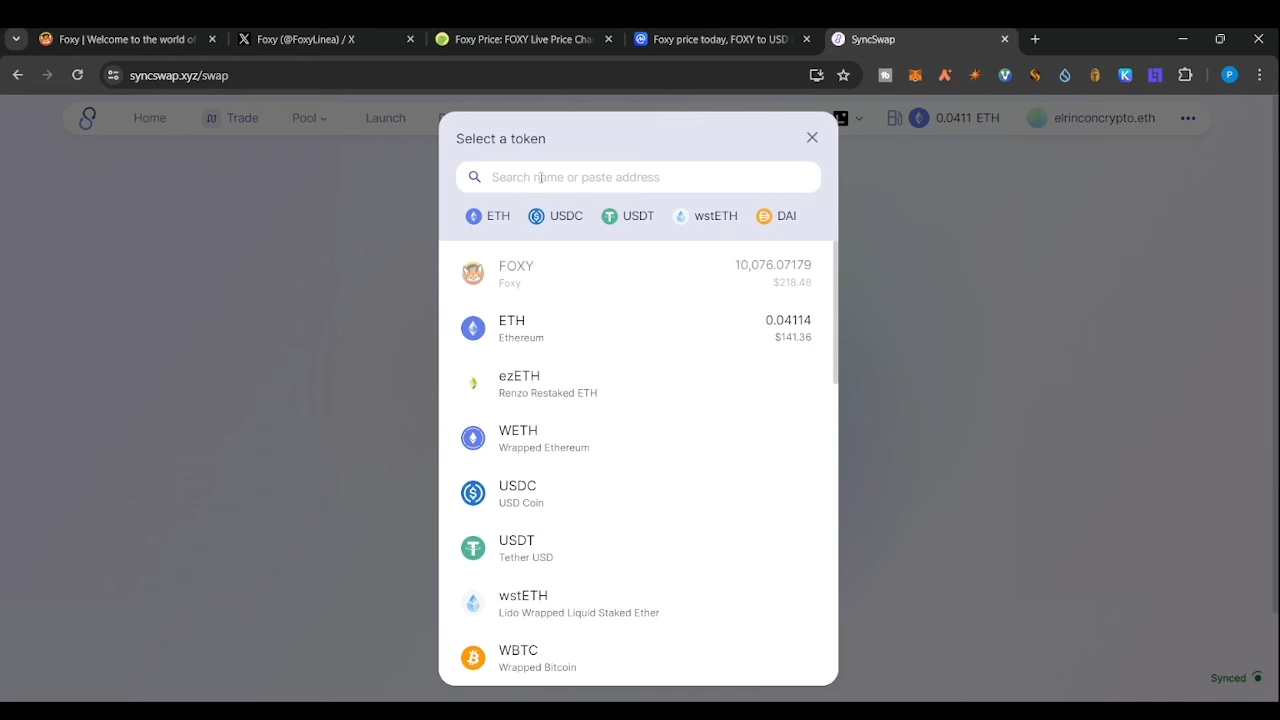 Foxy | Welcome to the world of
Foxy (@FoxyLinea) / X
Foxy Price: FOXY Live Price Cha
Foxy price today, FOXY to USD
SyncSwap
syncswap.xyz/swap
Home
Trade
Pool
Launch
0.0411 ETH
elrinconcrypto.eth
Select a token
Search name or paste address
ETH
USDC
USDT
wstETH
DAI
FOXY
10,076.07179
Foxy
$218.48
ETH
0.04114
Ethereum
$141.36
ezETH
Renzo Restaked ETH
WETH
Wrapped Ethereum
USDC
USD Coin
USDT
Tether USD
wstETH
Lido Wrapped Liquid Staked Ether
WBTC
Wrapped Bitcoin
Synced